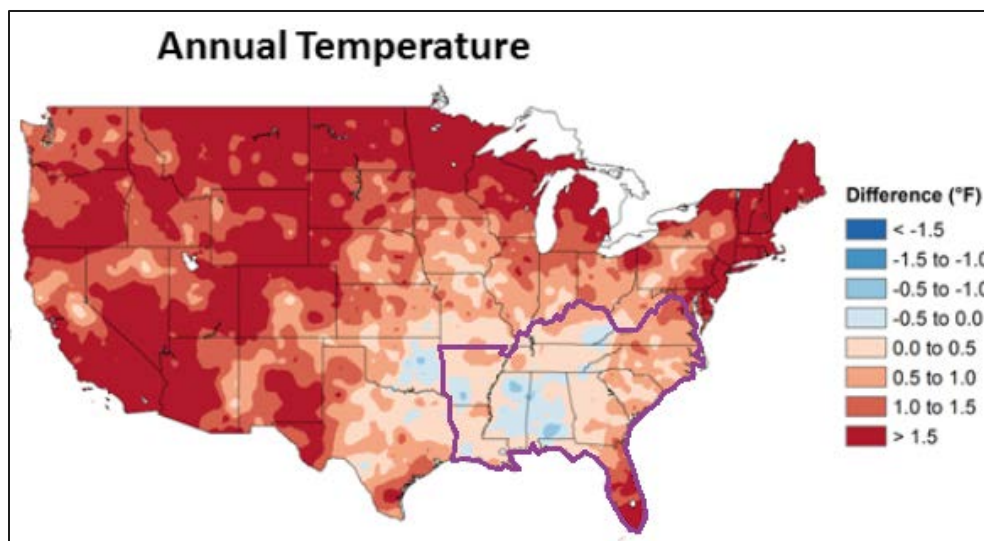 Annual Temperature
Difference (°F)
< -1.5
-1.5 to -1.0
-0.5 to -1.0
-0.5 to 0.0
0.0 to 0.5
0.5 to 1.0
1.0 to 1.5
> 1.5